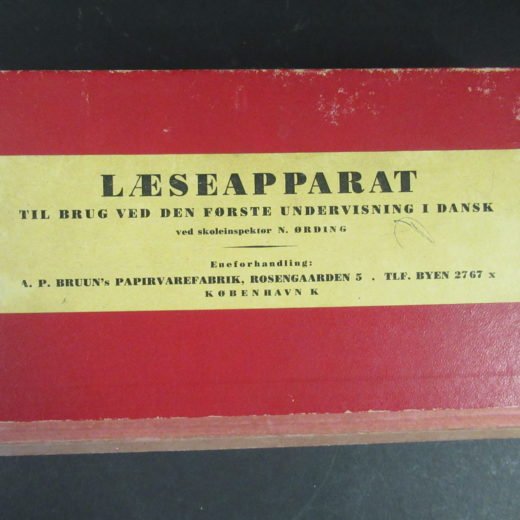 LÆSEAPPARAT
TIL BRUG VED DEN FØRSTE UNDERVISNING I DANSK
ved skoleinspektør N. ØRDING
Eneforhandling:
A. P. BRUUN's PAPIRVAREFABRIK, ROSENGAARDEN 5 . TLF. BYEN 2767 x
KØBENHAVN K